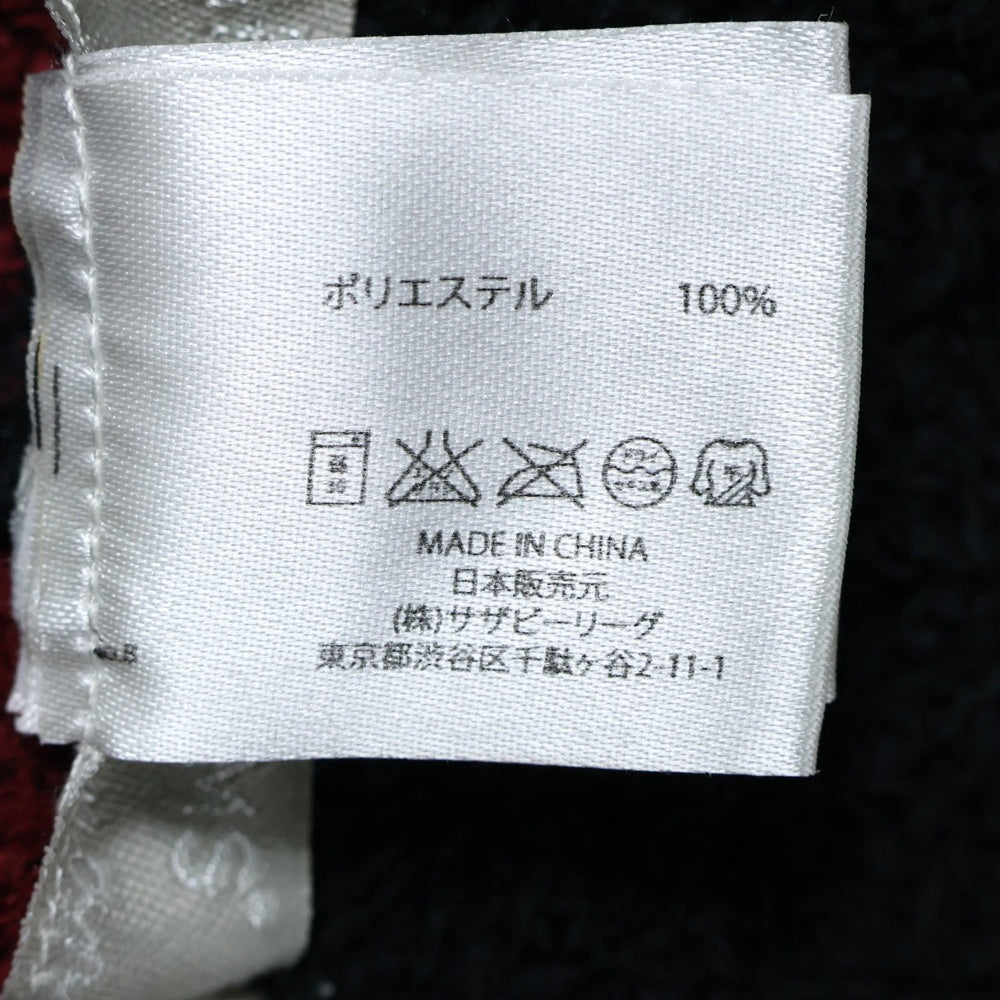 ポリエステル 100%
MADE IN CHINA
日本販売元
(株)サザビーリーグ
東京都渋谷区千駄ヶ谷2-11-1